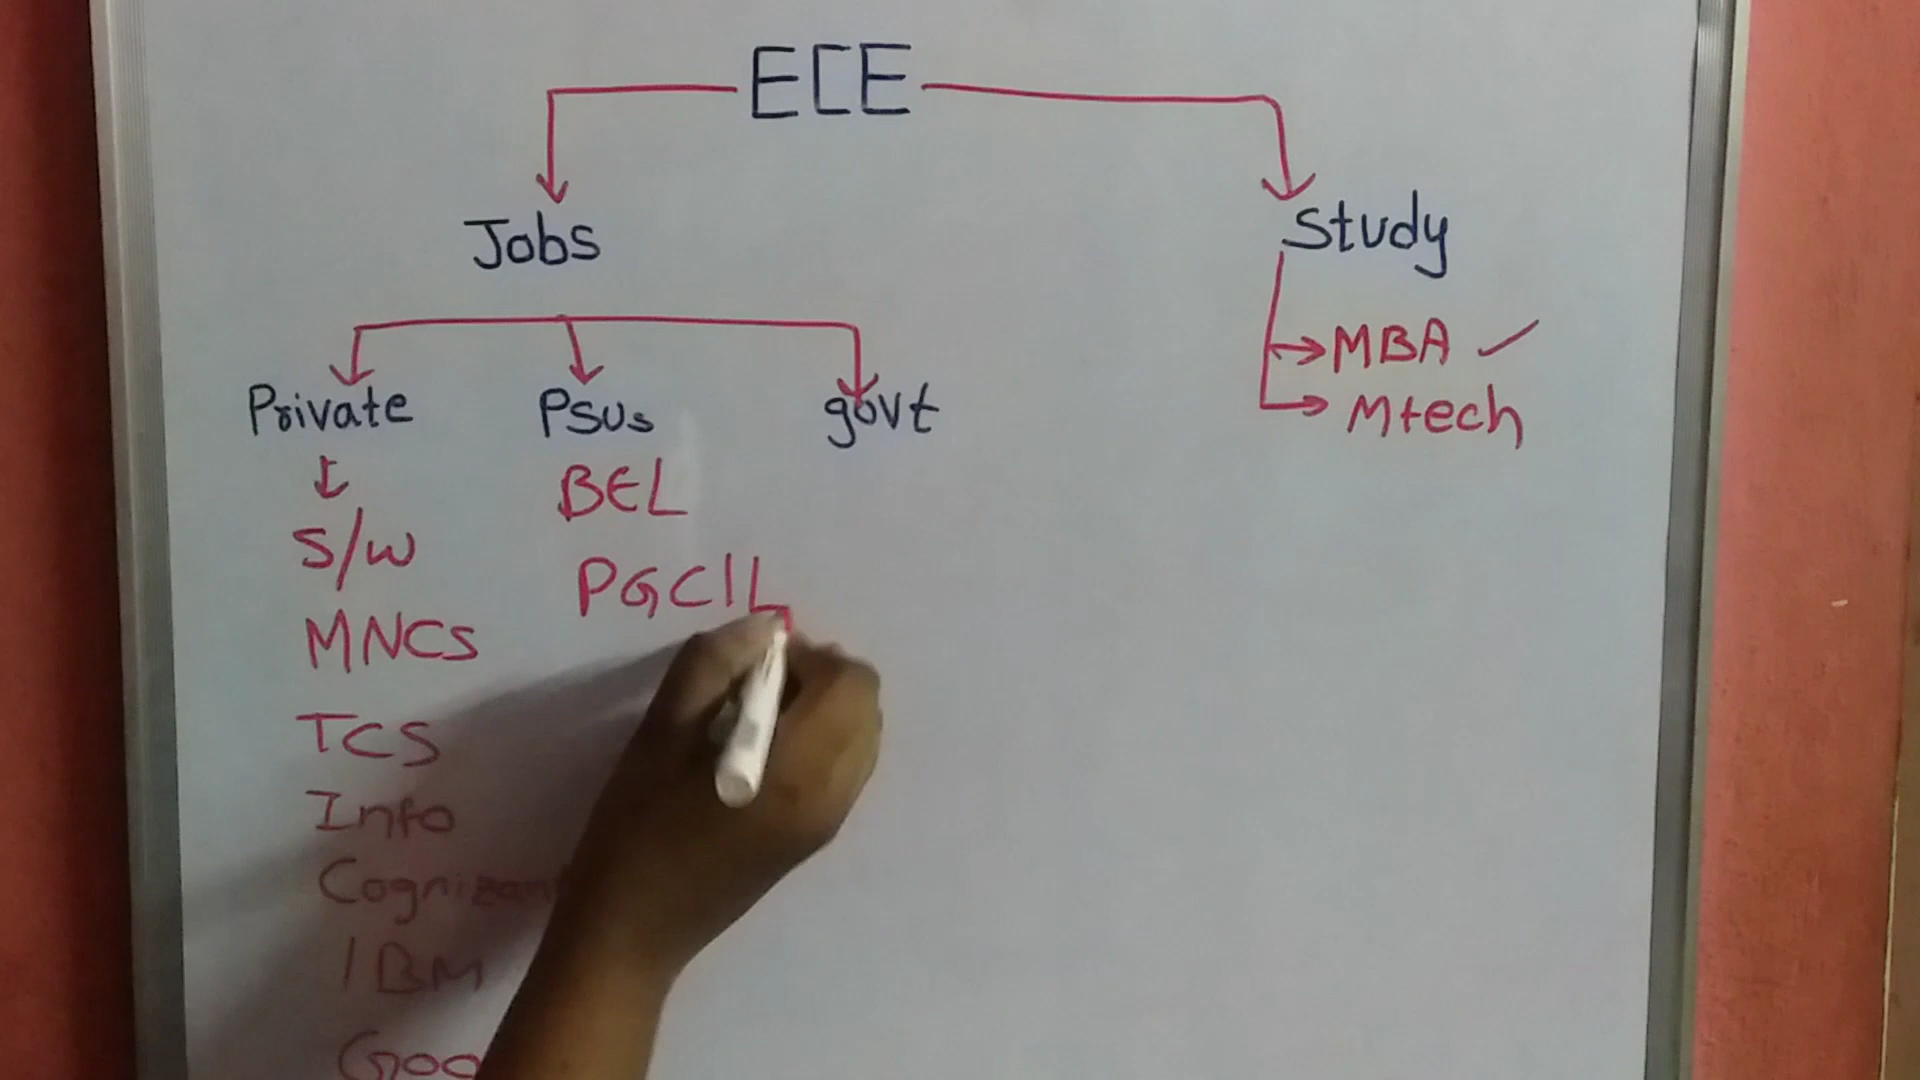 ECE
Jobs
Study
MBA
Mtech
Private
PSUs
govt
S/W
MNCS
TCS
Info
IBM
BEL
PGCIL